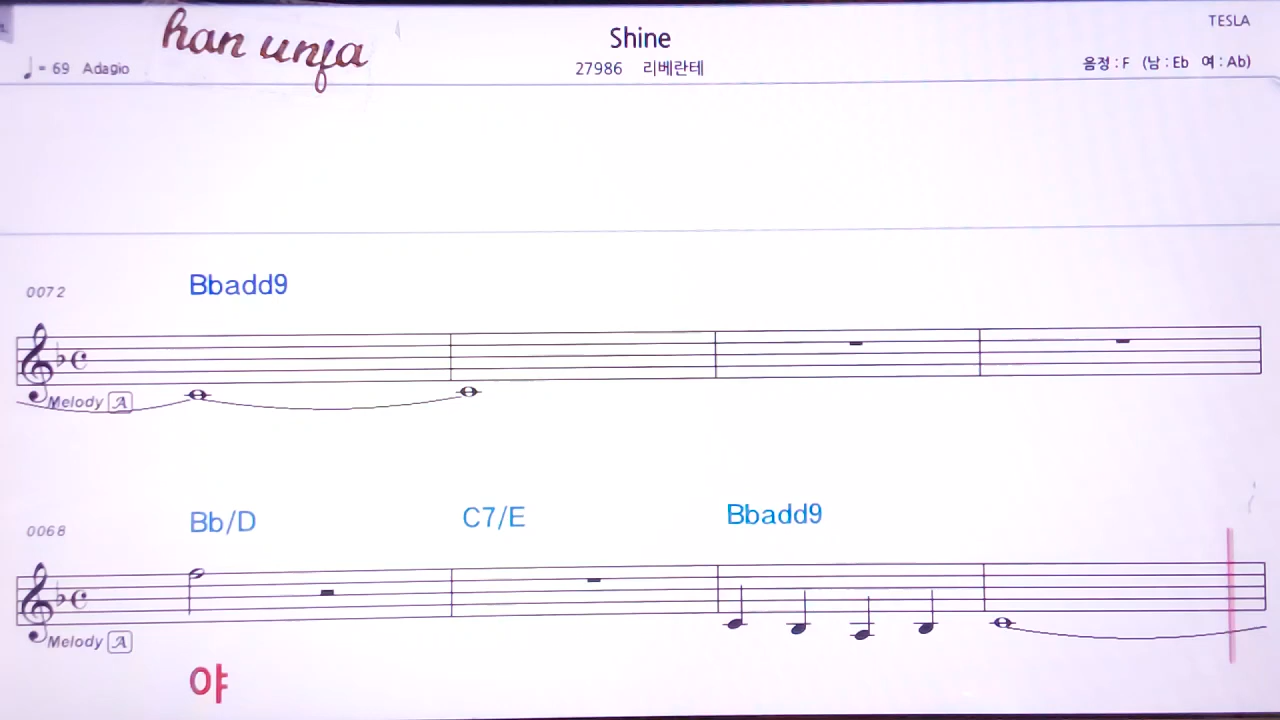 han unfa
Shine
TESLA
♩ = 69 Adagio
27986 리베란테
음정 : F (남 : Eb 여 : Ab)
0072
Bbadd9
Melody A
0068
Bb/D C7/E Bbadd9
Melody A
야